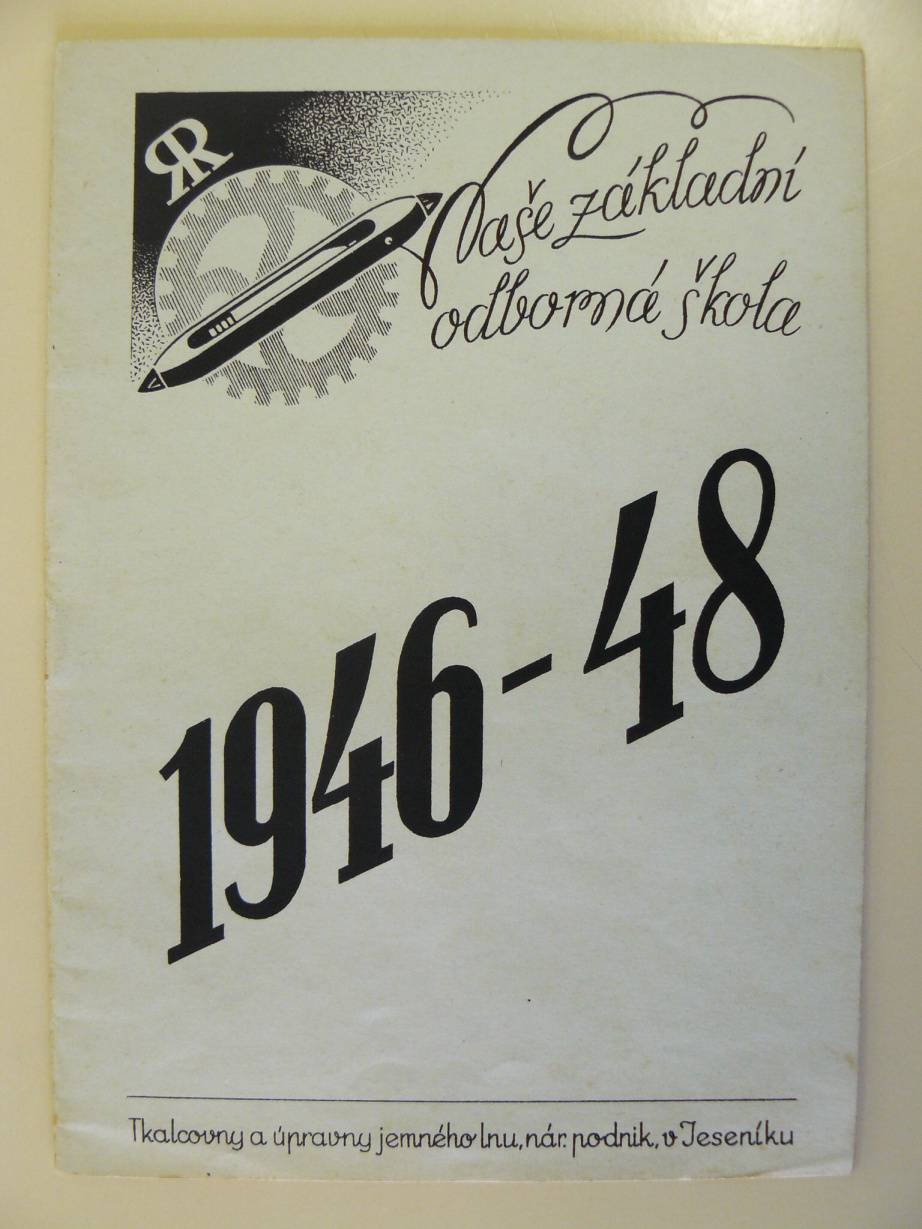 RR
Naše základní
odborná škola
1946-48
Tkalcovny a úpravny jemného lnu, nár. podnik, v Jeseníku